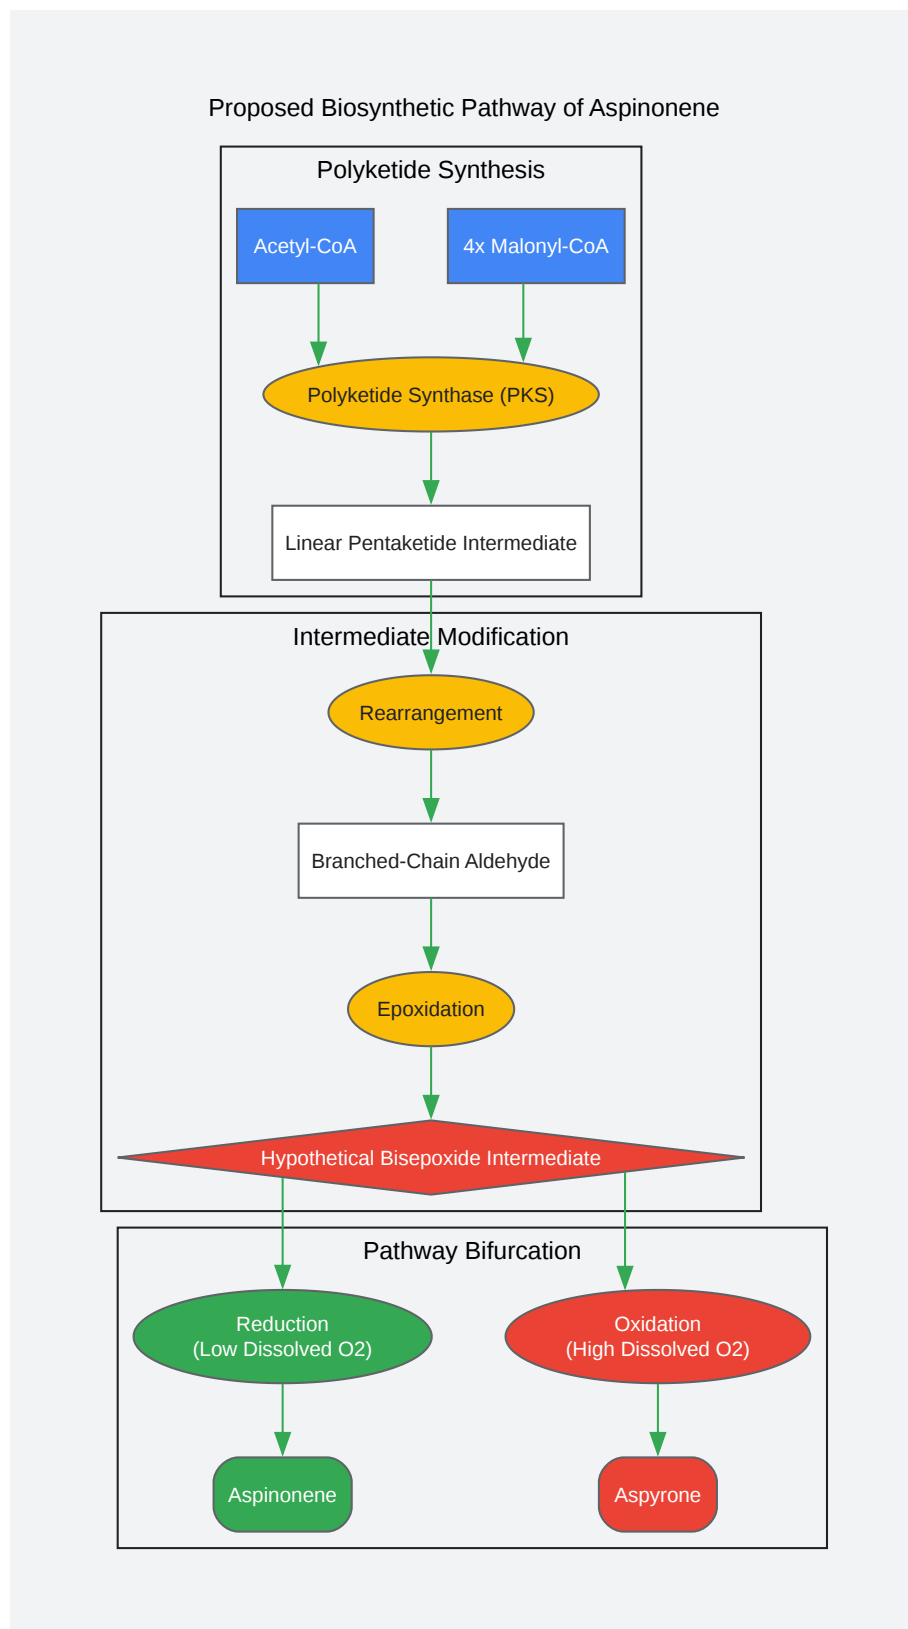 Proposed Biosynthetic Pathway of Aspinonene
Polyketide Synthesis
Acetyl-CoA
4x Malonyl-CoA
Polyketide Synthase (PKS)
Linear Pentaketide Intermediate
Intermediate Modification
Rearrangement
Branched-Chain Aldehyde
Epoxidation
Hypothetical Bisepoxide Intermediate
Pathway Bifurcation
Reduction
(Low Dissolved O2)
Oxidation
(High Dissolved O2)
Aspinonene
Aspyrone